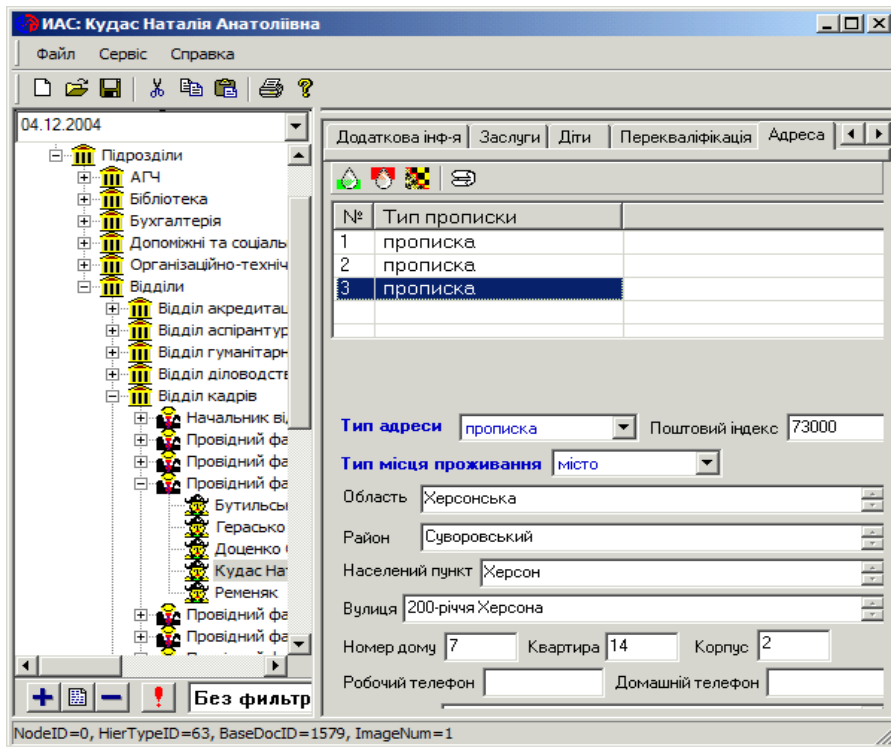 ИАС: Кудас Наталія Анатоліївна
Файл Сервіс Справка
04.12.2004
Підрозділи
АГЧ
Бібліотека
Бухгалтерія
Допоміжні та соціаль
Організаційно-техніч
Відділи
Відділ акредитац
Відділ аспірантур
Відділ гуманітарн
Відділ діловодств
Відділ кадрів
Начальник ві
Провідний фа
Провідний фа
Провідний фа
Бутильсь
Герасько
Доценко
Кудас Нат
Ременяк
Провідний фа
Провідний фа
Без фильтр
Додаткова інф-я Заслуги Діти Перекваліфікація Адреса
№ Тип прописки
1 прописка
2 прописка
3 прописка
Тип адреси прописка Поштовий індекс 73000
Тип місця проживання місто
Область Херсонська
Район Суворовський
Населений пункт Херсон
Вулиця 200-річчя Херсона
Номер дому 7 Квартира 14 Корпус 2
Робочий телефон Домашній телефон
NodeID=0, HierTypeID=63, BaseDocID=1579, ImageNum=1